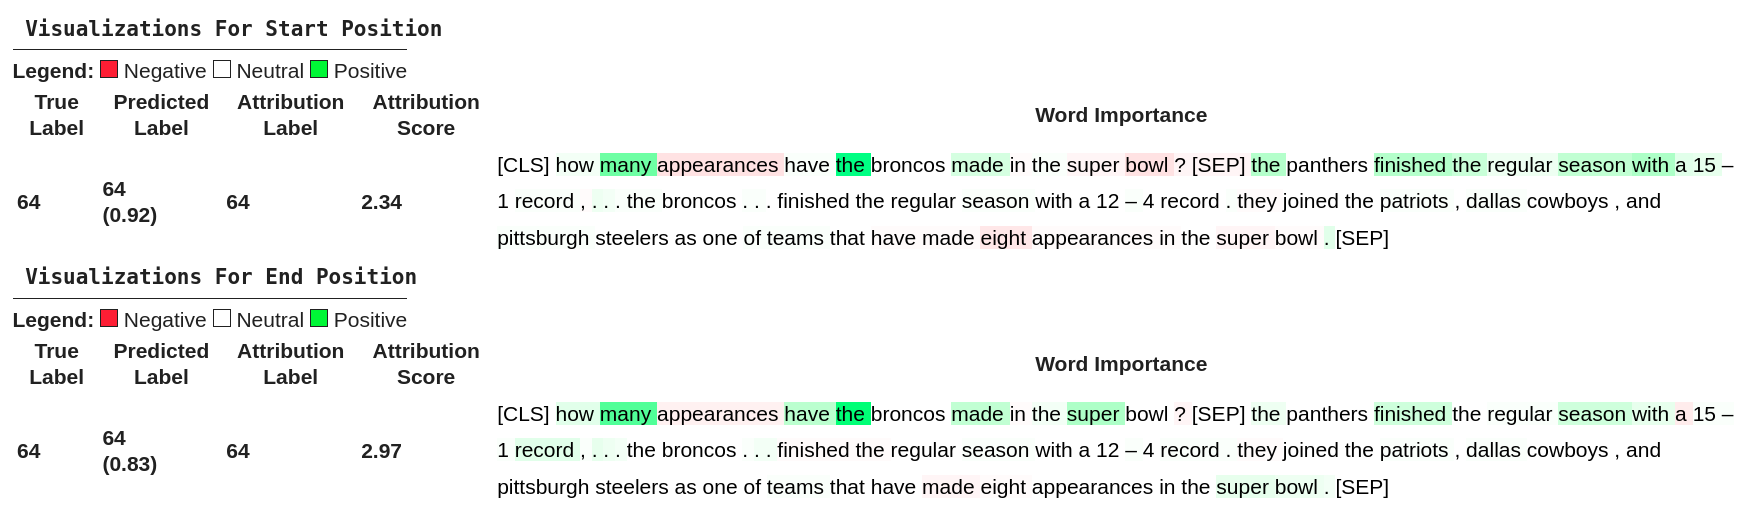 Visualizations For Start Position
Legend: Negative Neutral Positive
True Label Predicted Label Attribution Label Attribution Score Word Importance
[CLS] how many appearances have the broncos made in the super bowl ? [SEP] the panthers finished the regular season with a 15 –
64 64 (0.92) 64 2.34 1 record , . . . the broncos . . . finished the regular season with a 12 – 4 record . they joined the patriots , dallas cowboys , and
pittsburgh steelers as one of teams that have made eight appearances in the super bowl . [SEP]
Visualizations For End Position
Legend: Negative Neutral Positive
True Label Predicted Label Attribution Label Attribution Score Word Importance
[CLS] how many appearances have the broncos made in the super bowl ? [SEP] the panthers finished the regular season with a 15 –
64 64 (0.83) 64 2.97 1 record , . . . the broncos . . . finished the regular season with a 12 – 4 record . they joined the patriots , dallas cowboys , and
pittsburgh steelers as one of teams that have made eight appearances in the super bowl . [SEP]